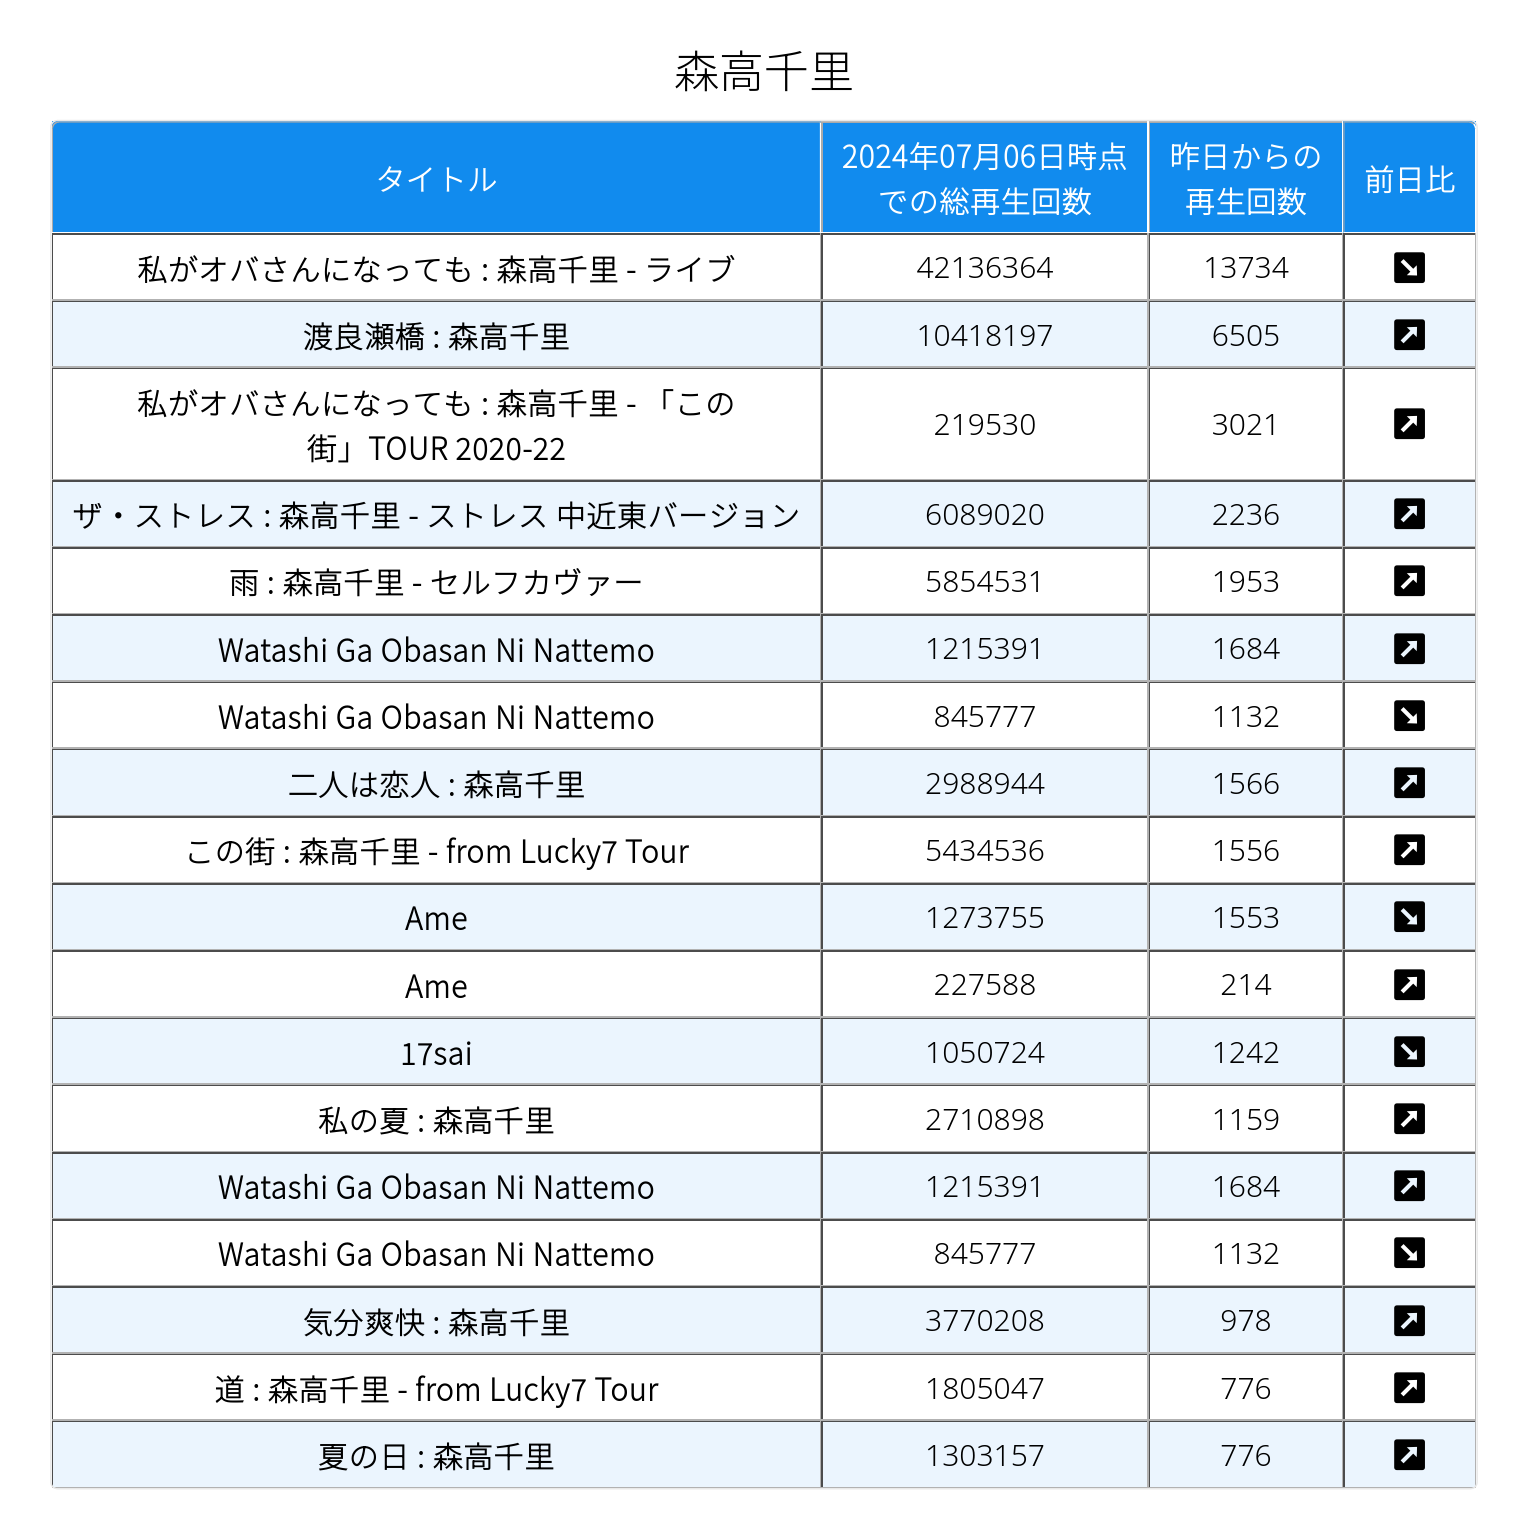 森高千里
タイトル
2024年07月06日時点
での総再生回数
昨日からの
再生回数
前日比
私がオバさんになっても : 森高千里 - ライブ 42136364 13734
渡良瀬橋 : 森高千里 10418197 6505
私がオバさんになっても : 森高千里 - 「この
街」TOUR 2020-22 219530 3021
ザ・ストレス : 森高千里 - ストレス 中近東バージョン 6089020 2236
雨 : 森高千里 - セルフカヴァー 5854531 1953
Watashi Ga Obasan Ni Nattemo 1215391 1684
Watashi Ga Obasan Ni Nattemo 845777 1132
二人は恋人 : 森高千里 2988944 1566
この街 : 森高千里 - from Lucky7 Tour 5434536 1556
Ame 1273755 1553
Ame 227588 214
17sai 1050724 1242
私の夏 : 森高千里 2710898 1159
Watashi Ga Obasan Ni Nattemo 1215391 1684
Watashi Ga Obasan Ni Nattemo 845777 1132
気分爽快 : 森高千里 3770208 978
道 : 森高千里 - from Lucky7 Tour 1805047 776
夏の日 : 森高千里 1303157 776